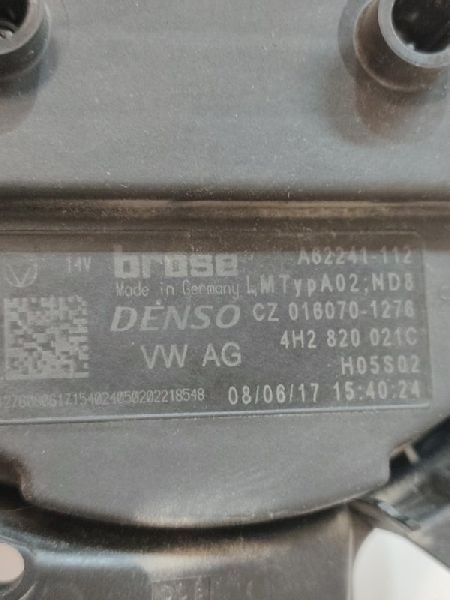 14V brose A62241-112
Made in Germany LMTypA02;ND8
DENSO CZ 016070-1276
VW AG 4H2 820 021C
H05S02
08/06/17 15:40:24